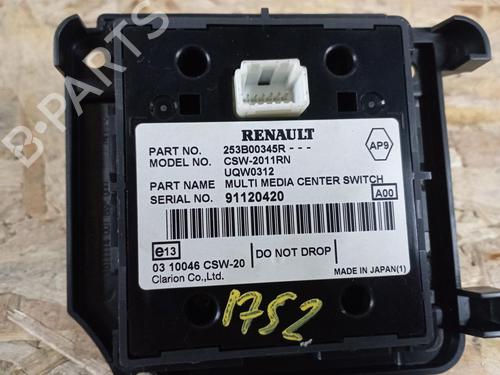 B-PARTS
RENAULT
PART NO. 253B00345R - - -
MODEL NO. CSW-2011RN
UQW0312
AP9
PART NAME MULTI MEDIA CENTER SWITCH
SERIAL NO. 91120420
A00
e13
DO NOT DROP
03 10046 CSW-20
Clarion Co., Ltd.
MADE IN JAPAN(1)
1752